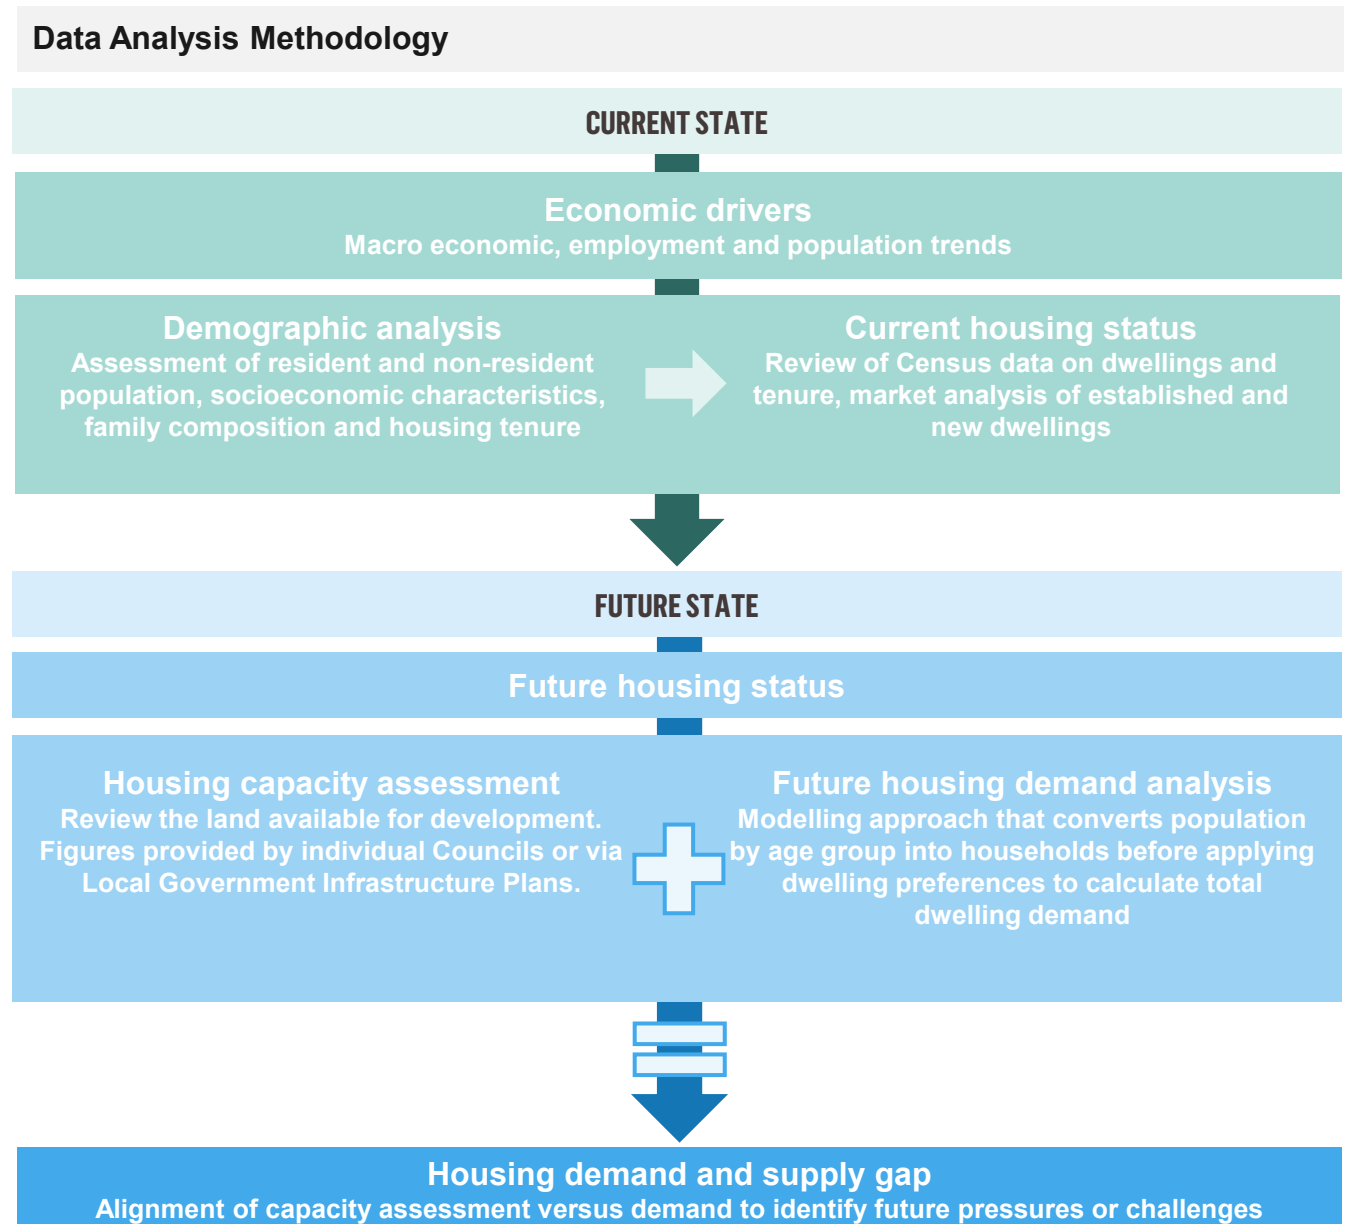 Data Analysis Methodology
CURRENT STATE
Economic drivers
Macro economic, employment and population trends
Demographic analysis
Assessment of resident and non-resident
population, socioeconomic characteristics,
family composition and housing tenure
Current housing status
Review of Census data on dwellings and
tenure, market analysis of established and
new dwellings
FUTURE STATE
Future housing status
Housing capacity assessment
Review the land available for development.
Figures provided by individual Councils or via
Local Government Infrastructure Plans.
Future housing demand analysis
Modelling approach that converts population
by age group into households before applying
dwelling preferences to calculate total
dwelling demand
Housing demand and supply gap
Alignment of capacity assessment versus demand to identify future pressures or challenges